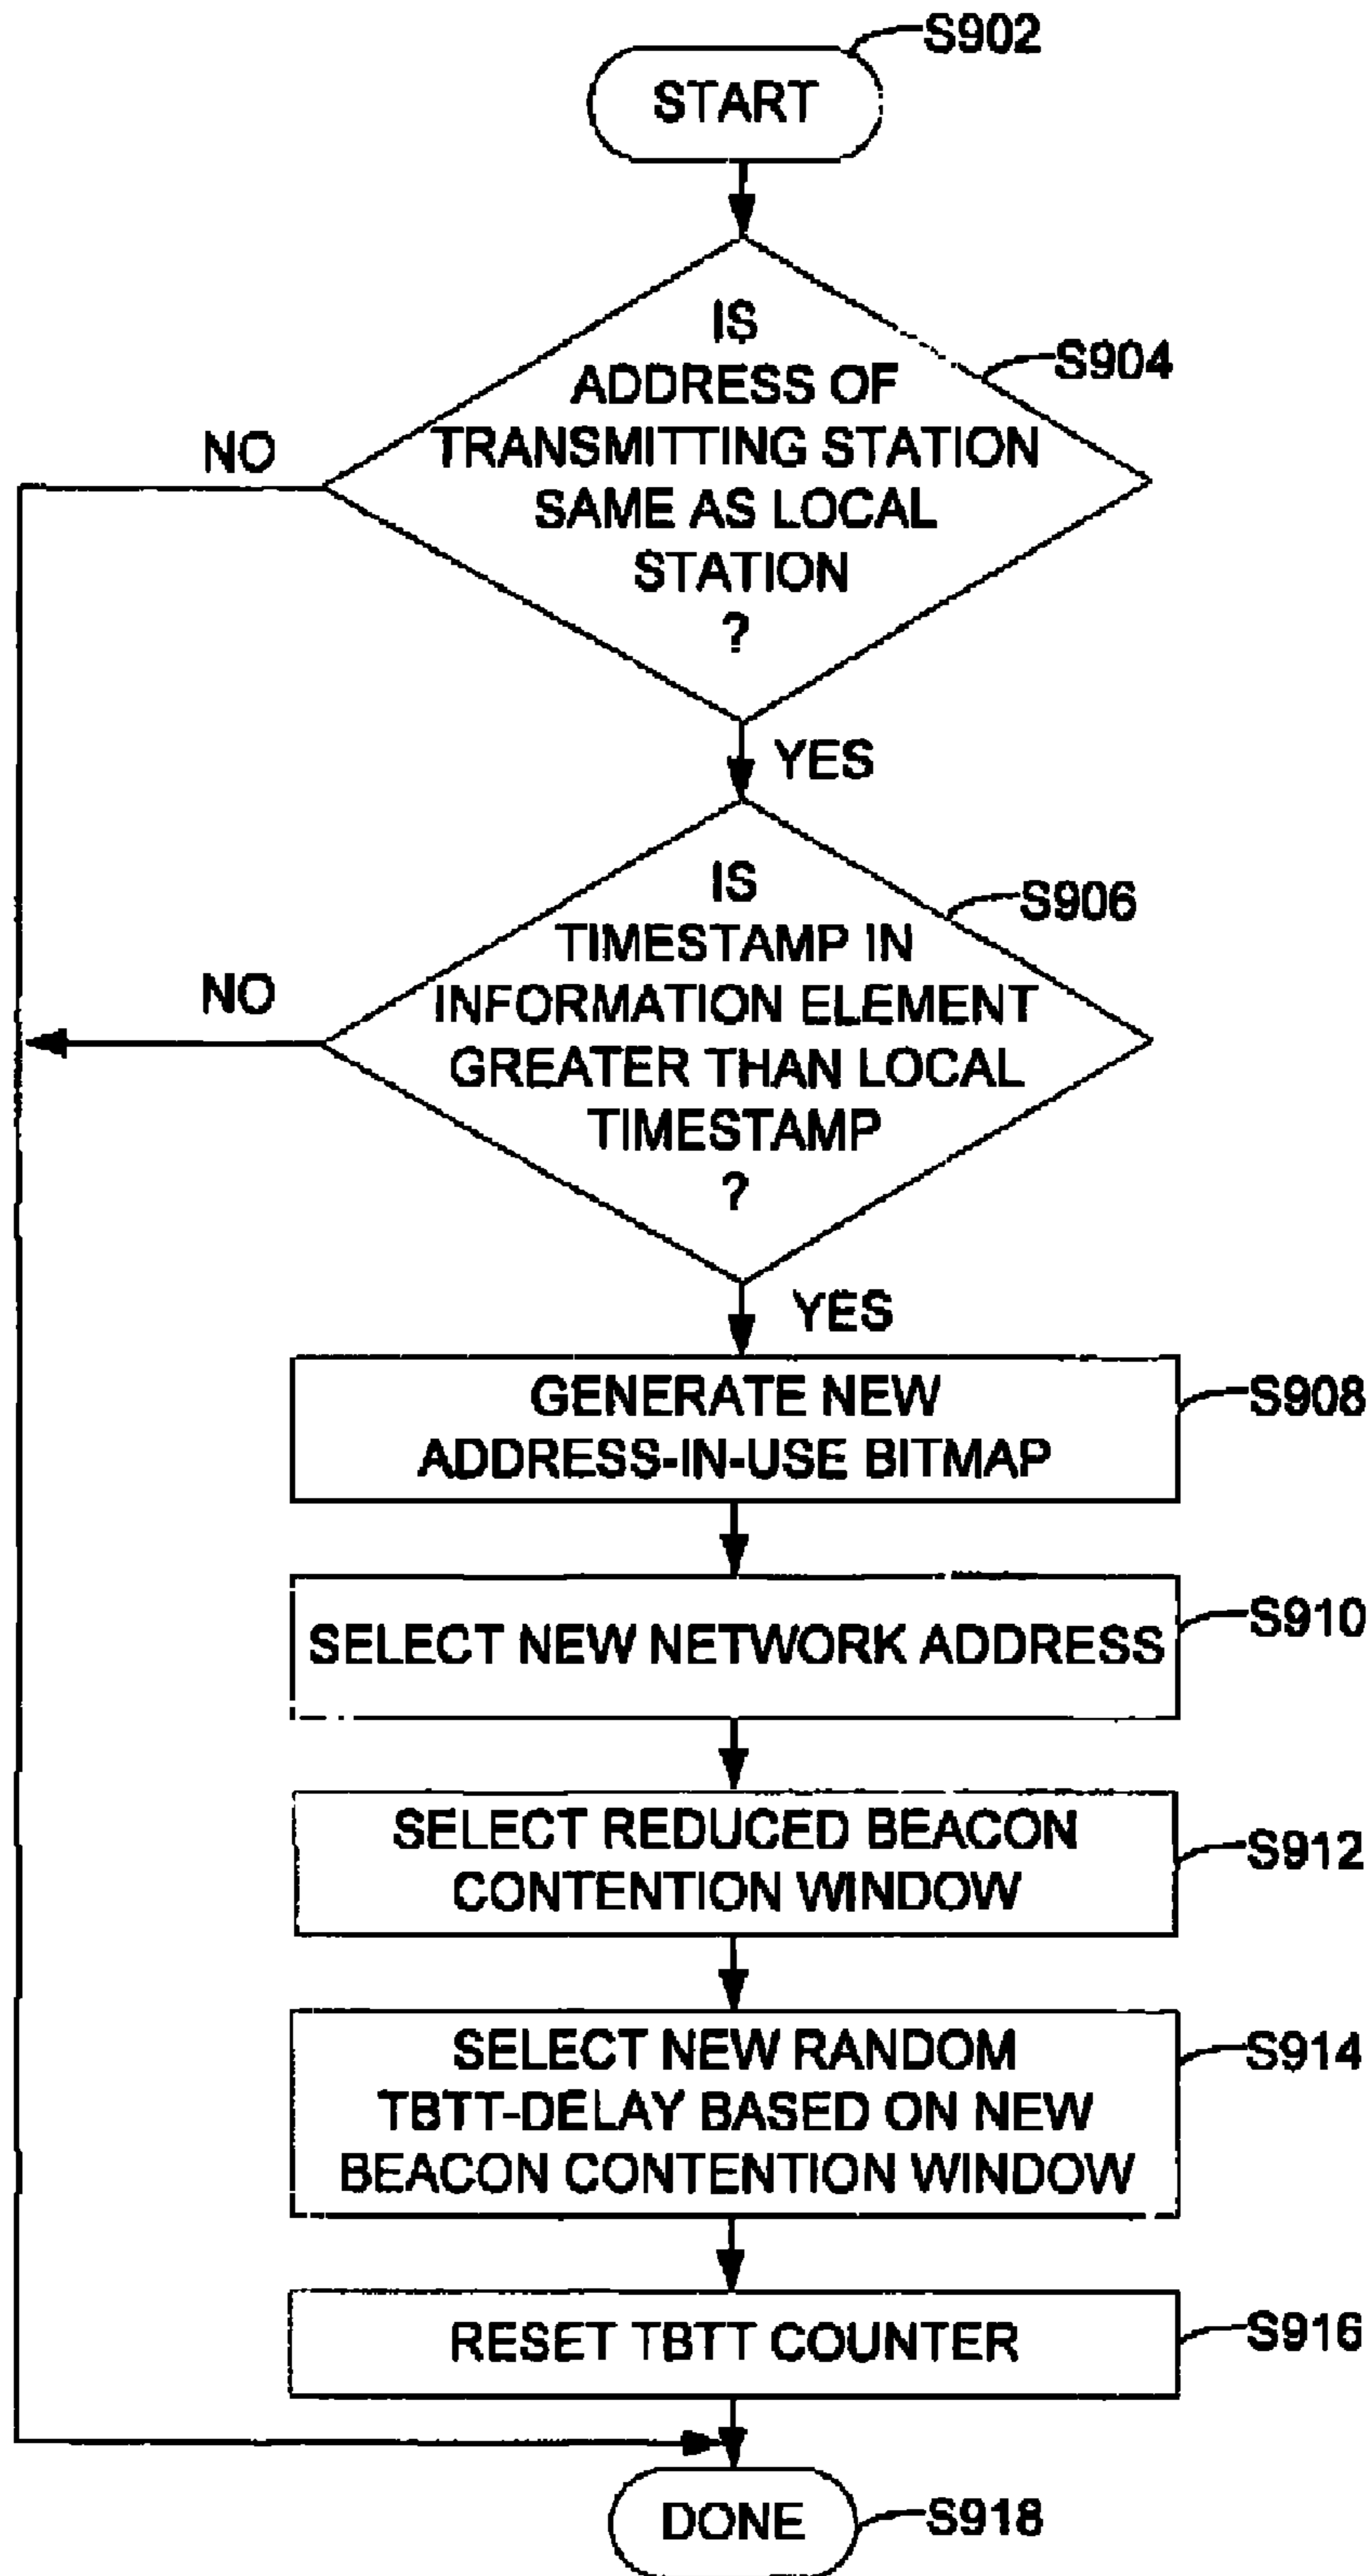 S902
START
IS
ADDRESS OF
TRANSMITTING STATION
SAME AS LOCAL
STATION
?
S904
NO
YES
IS
TIMESTAMP IN
INFORMATION ELEMENT
GREATER THAN LOCAL
TIMESTAMP
?
S906
NO
YES
GENERATE NEW
ADDRESS-IN-USE BITMAP
S908
SELECT NEW NETWORK ADDRESS
S910
SELECT REDUCED BEACON
CONTENTION WINDOW
S912
SELECT NEW RANDOM
TBTT-DELAY BASED ON NEW
BEACON CONTENTION WINDOW
S914
RESET TBTT COUNTER
S916
DONE
S918